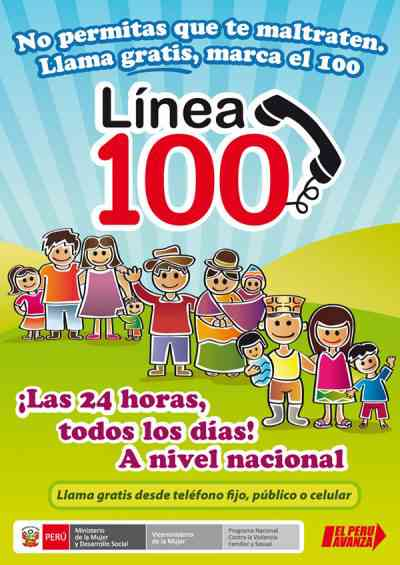 No permitas que te maltraten.
Llama gratis, marca el 100
Línea
100
¡Las 24 horas,
todos los días!
A nivel nacional
Llama gratis desde teléfono fijo, público o celular
PERÚ
Ministerio
de la Mujer
y Desarrollo Social
Viceministerio
de la Mujer
Programa Nacional
Contra la Violencia
Familiar y Sexual
EL PERU
AVANZA